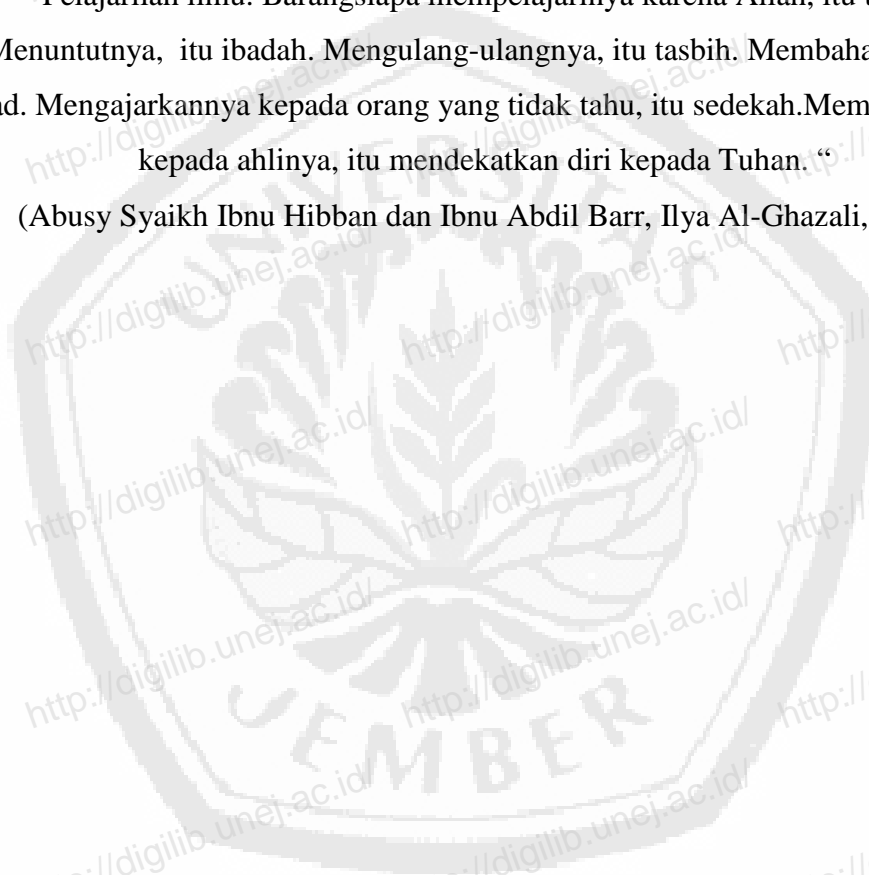 Pelajarilah ilmu. Barangsiapa mempelajarinya karena Allah, itu
Menuntutnya, itu ibadah. Mengulang-ulangnya, itu tasbih.
Mengajarkannya kepada orang yang tidak tahu, itu sedekah.
kepada ahlinya, itu mendekatkan diri kepada Tuhan. “
(Abusy Syaikh Ibnu Hibban dan Ibnu Abdil Barr, Ilya Al-Ghazali,
UNIVERSITAS
JEMBER
http://digilib.unej.ac.id/